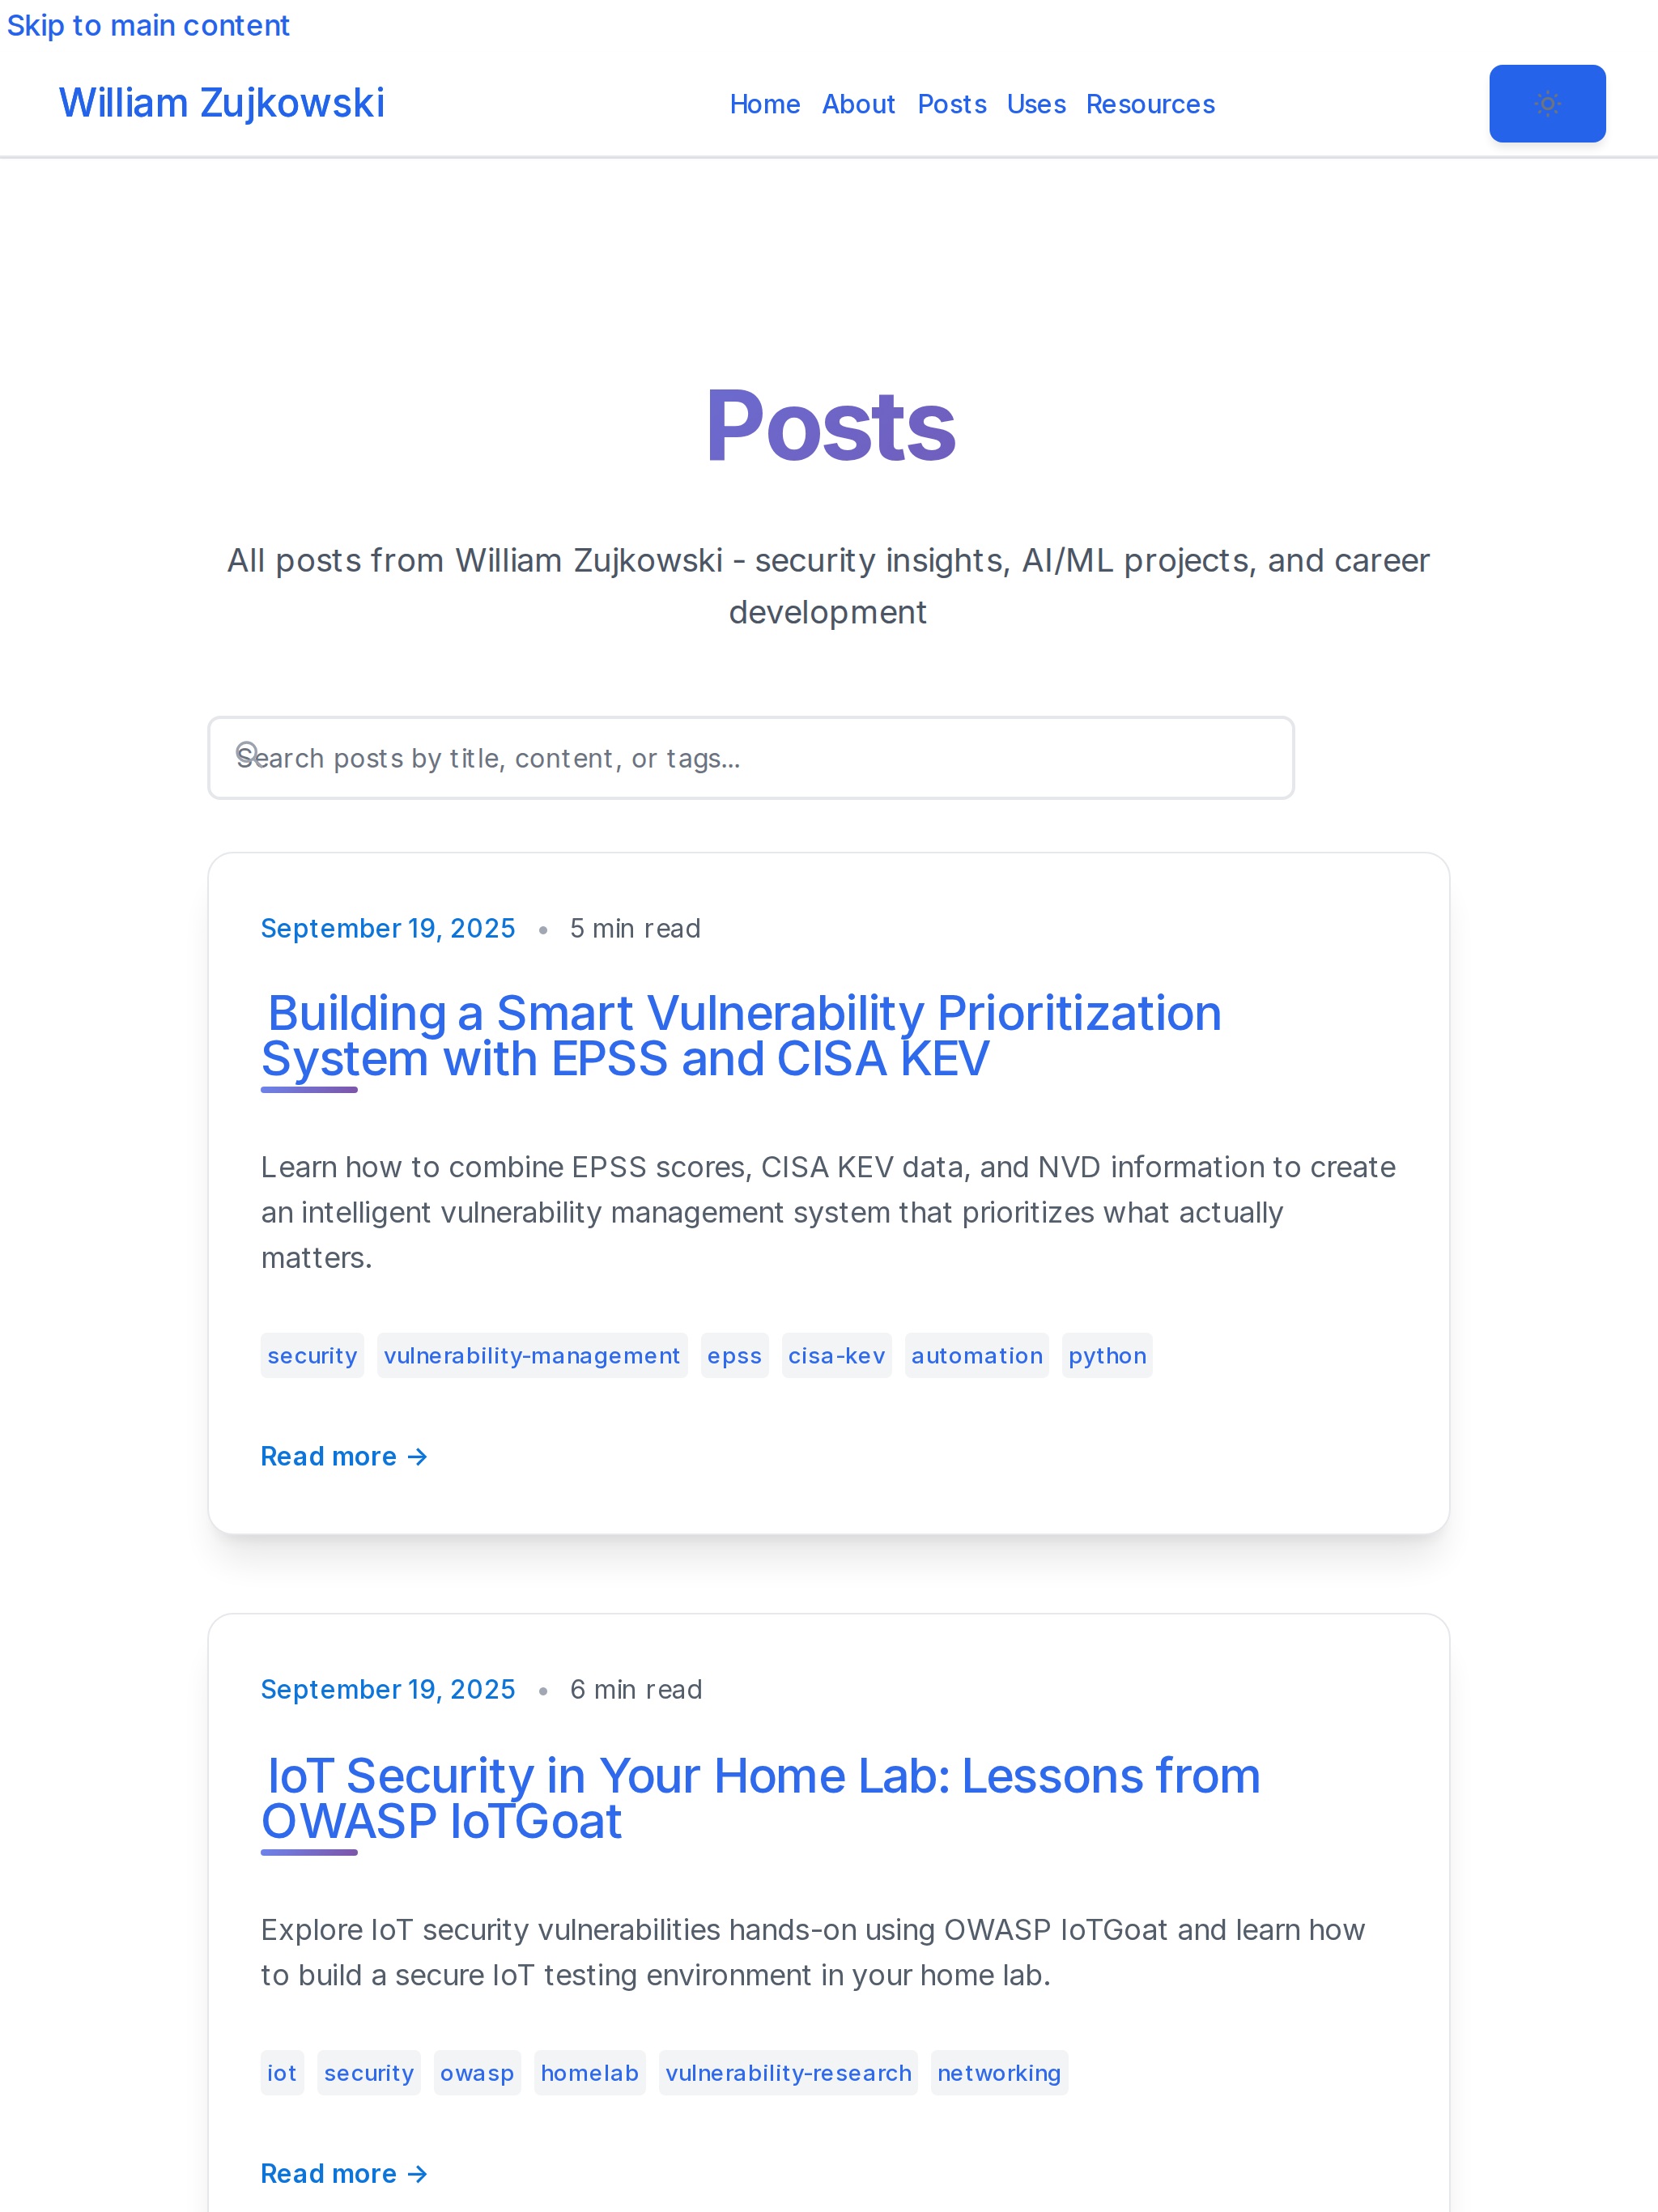 Skip to main content
William Zujkowski
Home About Posts Uses Resources
Posts
All posts from William Zujkowski - security insights, AI/ML projects, and career
development
Search posts by title, content, or tags...
September 19, 2025 • 5 min read
Building a Smart Vulnerability Prioritization
System with EPSS and CISA KEV
Learn how to combine EPSS scores, CISA KEV data, and NVD information to create
an intelligent vulnerability management system that prioritizes what actually
matters.
security vulnerability-management epss cisa-kev automation python
Read more →
September 19, 2025 • 6 min read
IoT Security in Your Home Lab: Lessons from
OWASP IoTGoat
Explore IoT security vulnerabilities hands-on using OWASP IoTGoat and learn how
to build a secure IoT testing environment in your home lab.
iot security owasp homelab vulnerability-research networking
Read more →